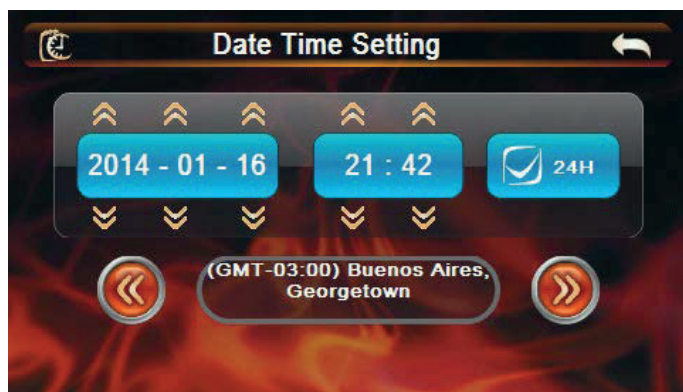 Date Time Setting
2014 - 01 - 16 21 : 42 24H
(GMT-03:00) Buenos Aires,
Georgetown